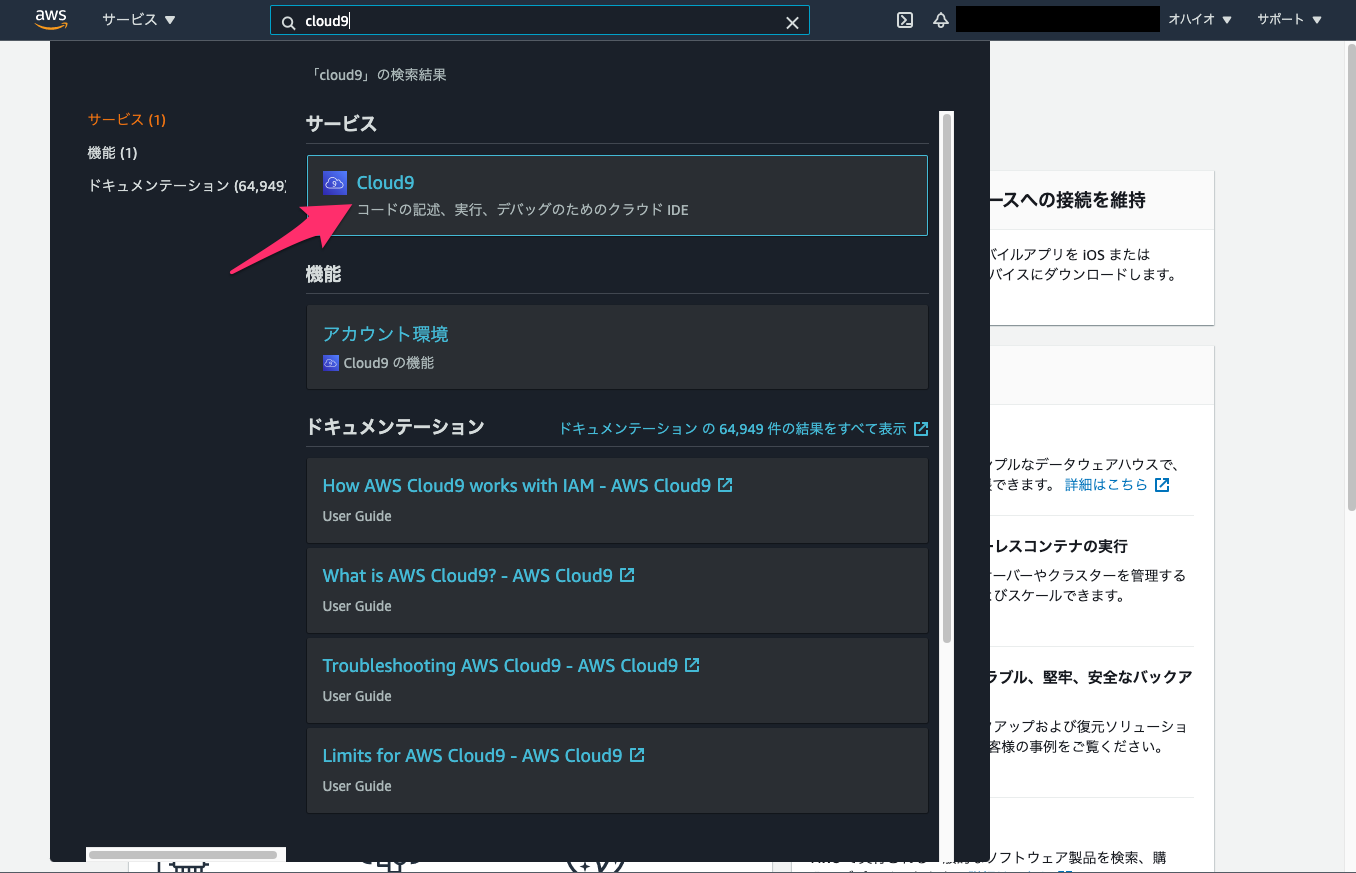 aws
サービス
cloud9
オハイオ
サポート
「cloud9」の検索結果
サービス (1)
機能 (1)
ドキュメンテーション (64,949)
サービス
Cloud9
コードの記述、実行、デバッグのためのクラウド IDE
機能
アカウント環境
Cloud9 の機能
ドキュメンテーション
ドキュメンテーション の 64,949 件の結果をすべて表示
How AWS Cloud9 works with IAM - AWS Cloud9
User Guide
What is AWS Cloud9? - AWS Cloud9
User Guide
Troubleshooting AWS Cloud9 - AWS Cloud9
User Guide
Limits for AWS Cloud9 - AWS Cloud9
User Guide
ースへの接続を維持
バイルアプリを iOS または
バイスにダウンロードします。
ンプルなデータウェアハウスで、
できます。 詳細はこちら
ーレスコンテナの実行
ーバーやクラスターを管理する
よびスケールできます。
ラブル、堅牢、安全なバックア
クアップおよび復元ソリューショ
客様の事例をご覧ください。
ソフトウェア製品を検索、購